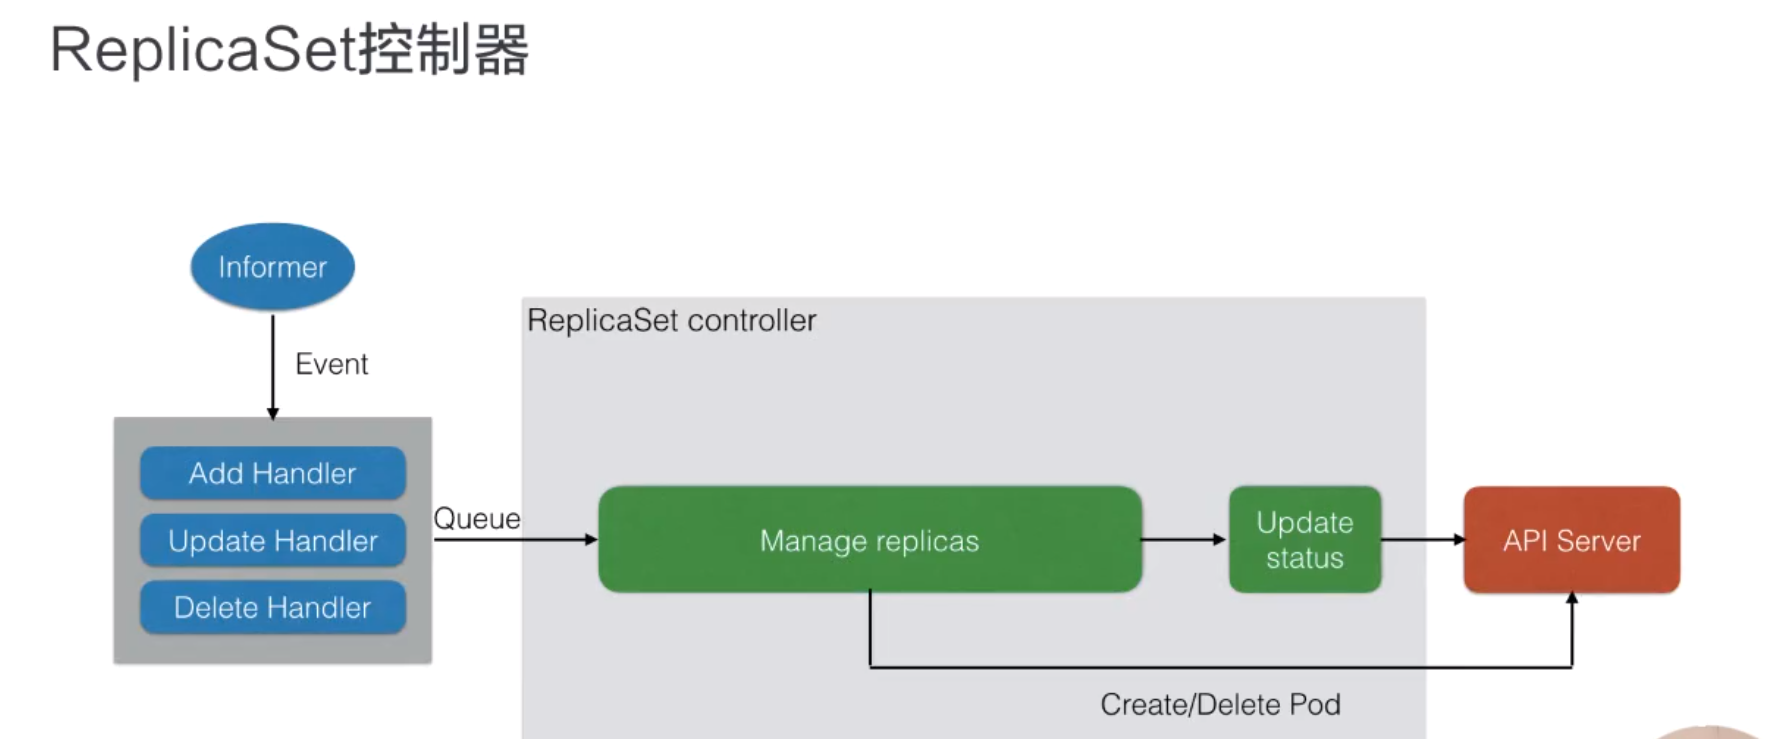 ReplicaSet控制器
Informer
Event
ReplicaSet controller
Add Handler
Update Handler
Delete Handler
Queue
Manage replicas
Update
status
API Server
Create/Delete Pod